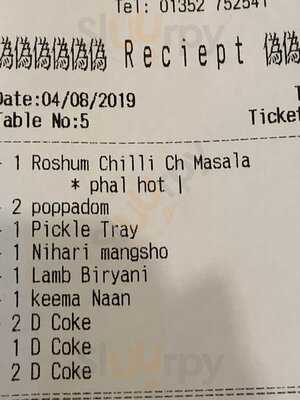 Tel: 01352 752541
偽偽偽偽偽偽 Reciept 偽偽
Date:04/08/2019
Table No:5
Ticket
1 Roshum Chilli Ch Masala
* phal hot |
2 poppadom
1 Pickle Tray
1 Nihari mangsho
1 Lamb Biryani
1 keema Naan
2 D Coke
1 D Coke
2 D Coke
sluurpy
sluurpy